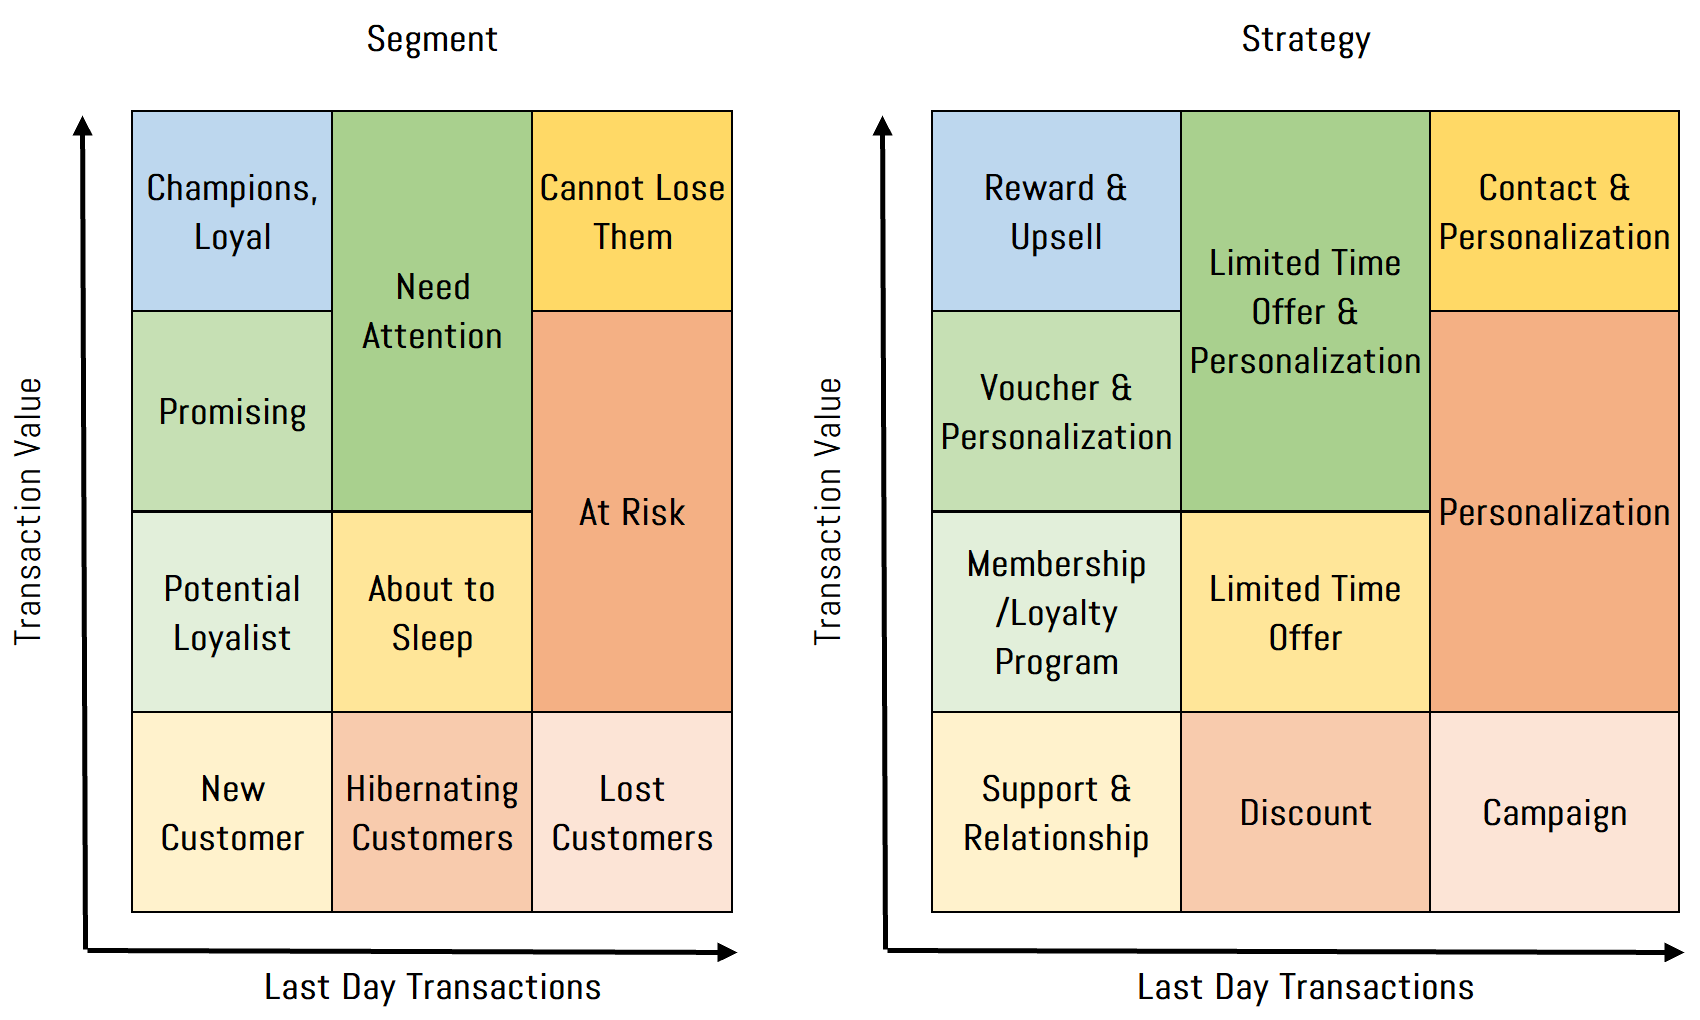 Segment
Transaction Value
Champions,
Loyal
Need
Attention
Cannot Lose
Them
Promising
At Risk
Potential
Loyalist
About to
Sleep
New
Customer
Hibernating
Customers
Lost
Customers
Last Day Transactions
Strategy
Transaction Value
Reward &
Upsell
Limited Time
Offer &
Personalization
Contact &
Personalization
Voucher &
Personalization
Personalization
Membership
/Loyalty
Program
Limited Time
Offer
Support &
Relationship
Discount
Campaign
Last Day Transactions